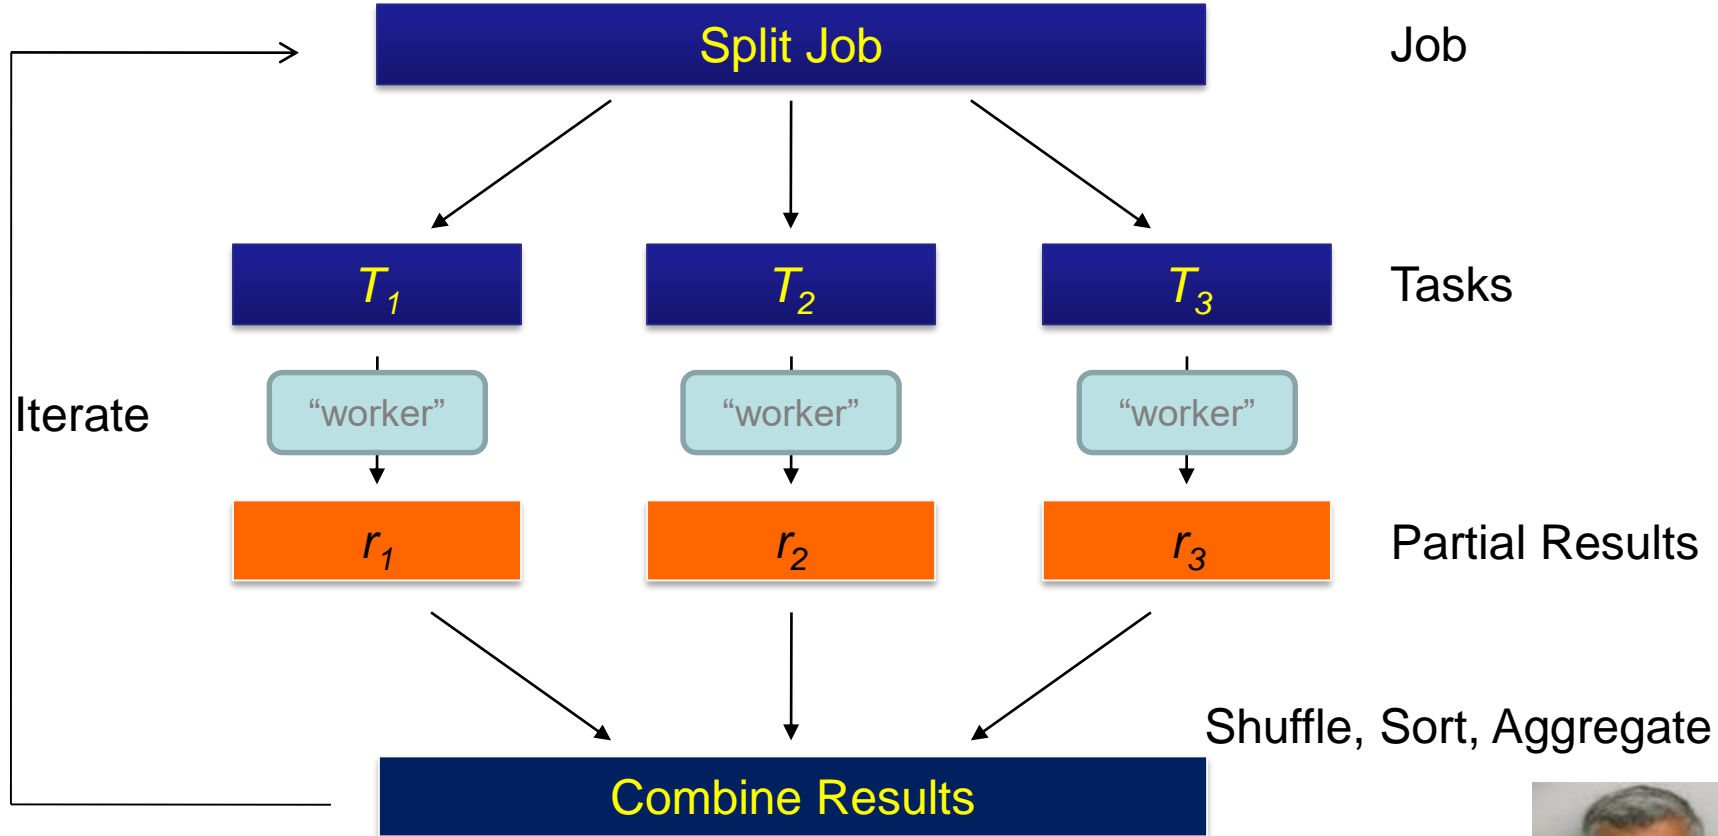 Split Job
Job
T1
T2
T3
Tasks
Iterate
“worker”
“worker”
“worker”
r1
r2
r3
Partial Results
Shuffle, Sort, Aggregate
Combine Results